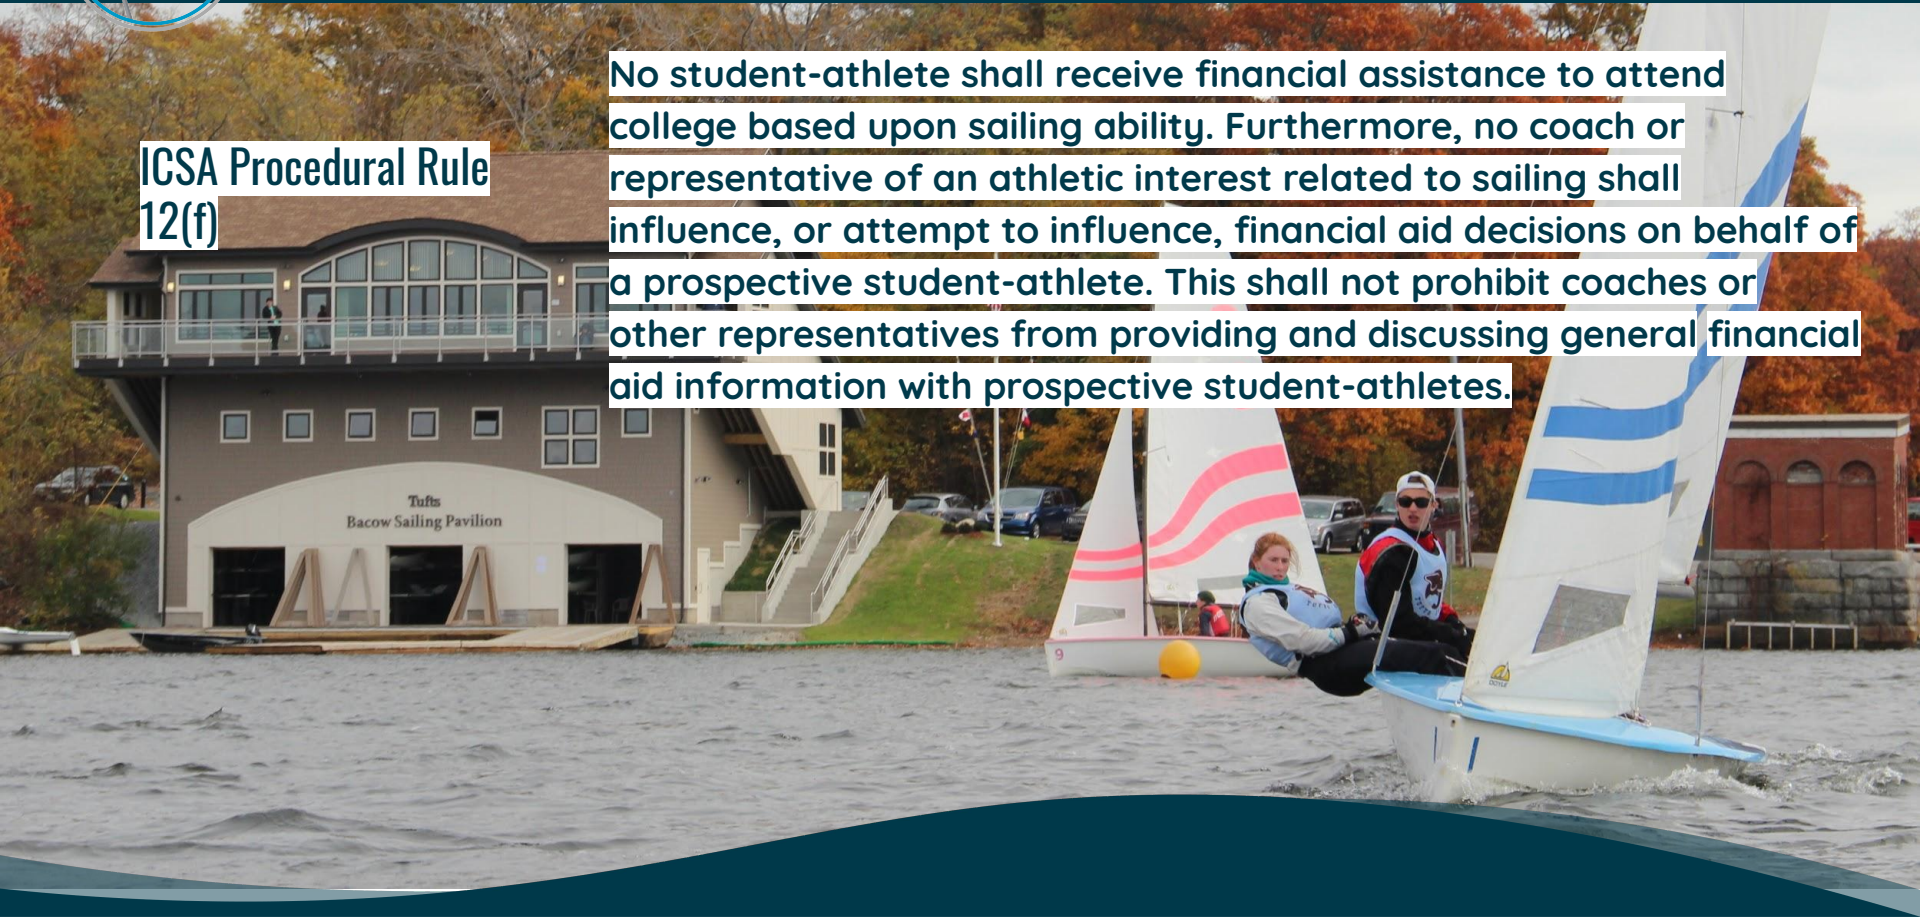 ICSA Procedural Rule
12(f)
No student-athlete shall receive financial assistance to attend
college based upon sailing ability. Furthermore, no coach or
representative of an athletic interest related to sailing shall
influence, or attempt to influence, financial aid decisions on behalf of
a prospective student-athlete. This shall not prohibit coaches or
other representatives from providing and discussing general financial
aid information with prospective student-athletes.
Tufts
Bacow Sailing Pavilion
9